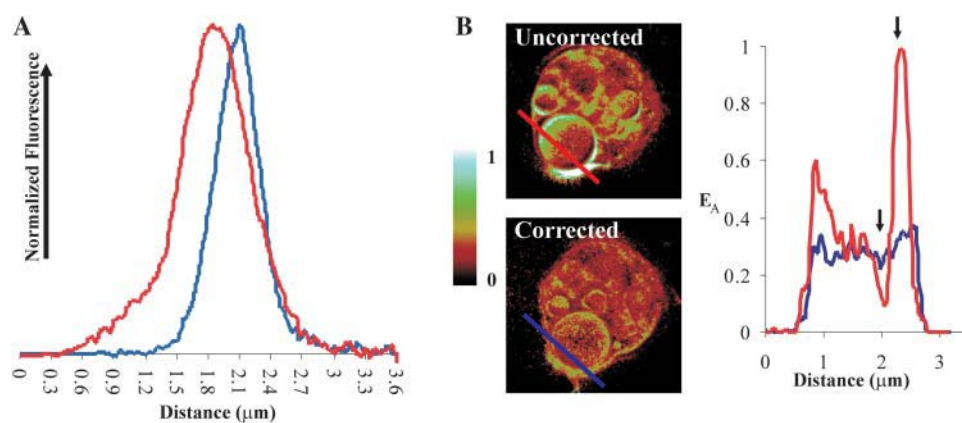 A
Normalized Fluorescence
0 0.3 0.6 0.9 1.2 1.5 1.8 2.1 2.4 2.7 3 3.3 3.6
Distance (μm)
B
Uncorrected
Corrected
1
0
E_A
1
0.8
0.6
0.4
0.2
0
0 1 2 3
Distance (μm)